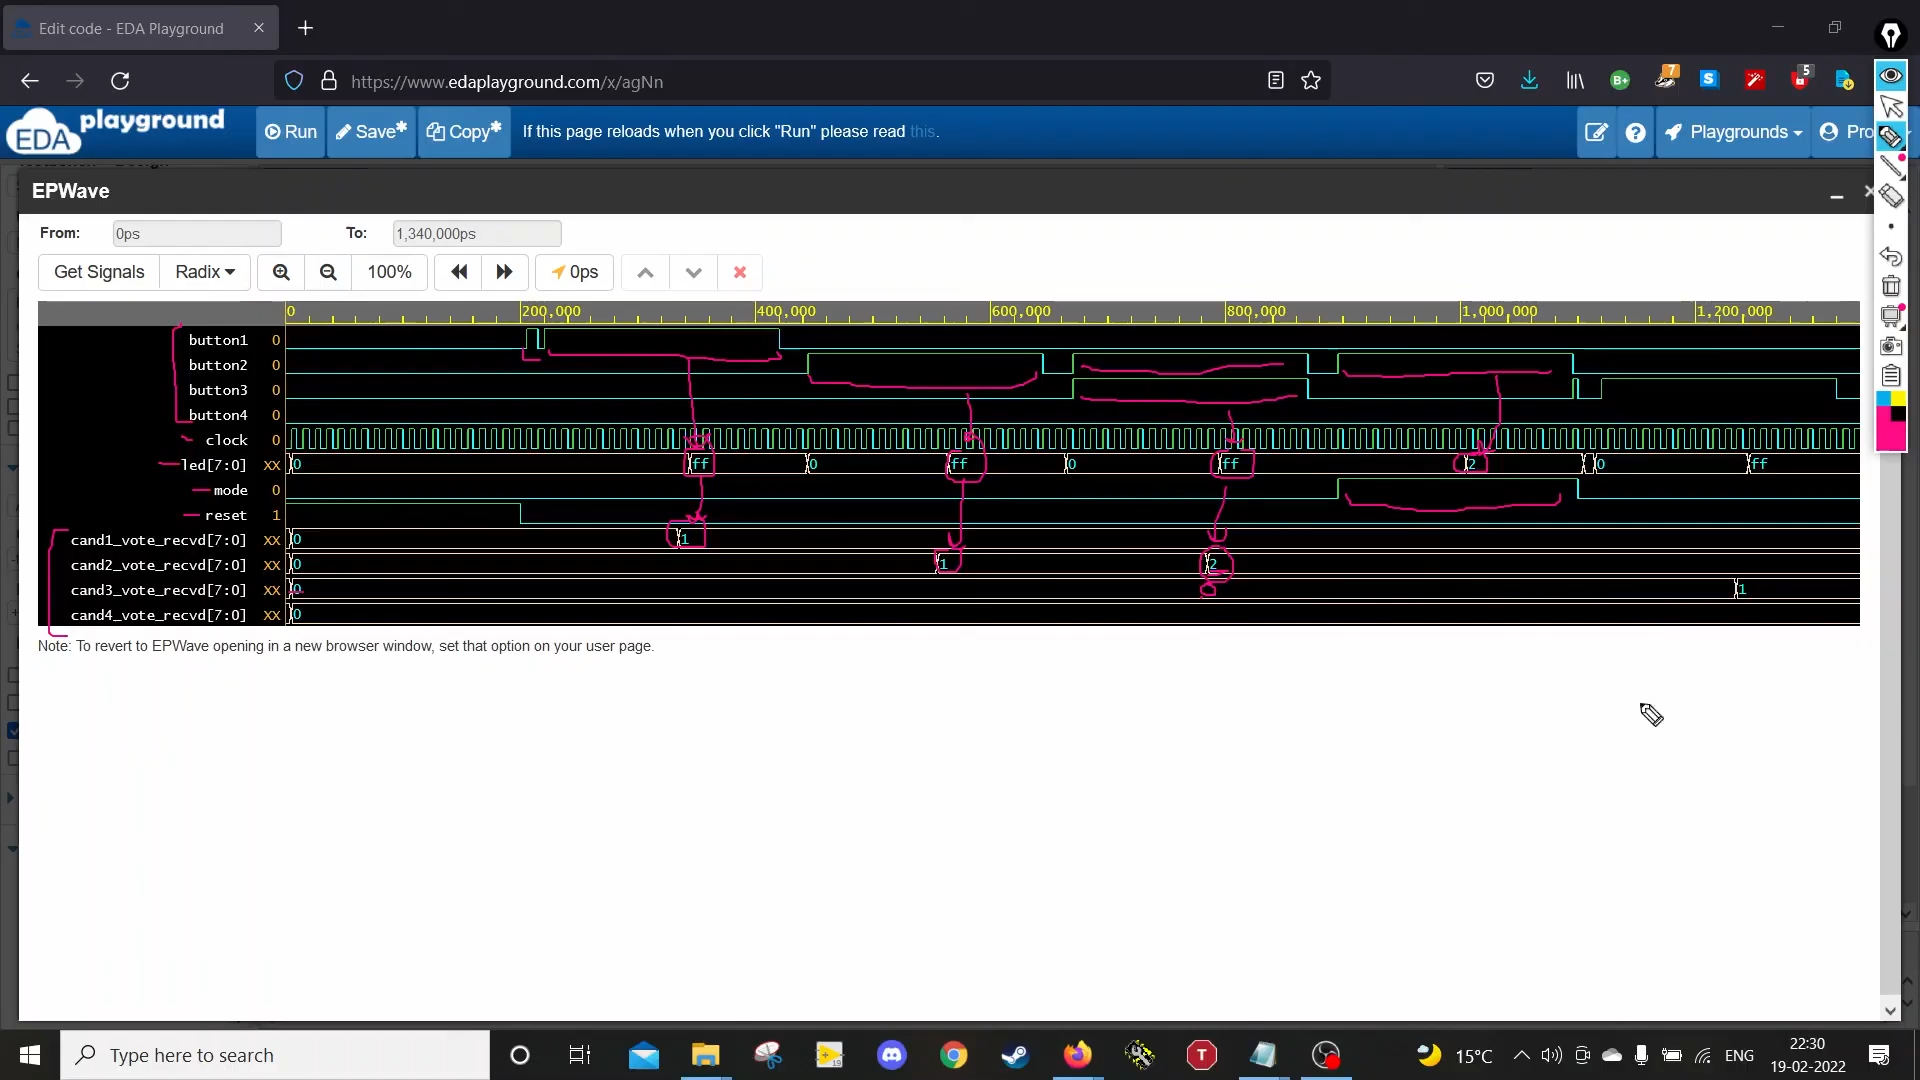 Edit code - EDA Playground
https://www.edaplayground.com/x/agNn
7
5
EDA playground
Run
Save*
Copy*
If this page reloads when you click "Run" please read this.
Playgrounds
Pro
EPWave
From: 0ps To: 1,340,000ps
Get Signals Radix 100% 0ps
0 200,000 400,000 600,000 800,000 1,000,000 1,200,000
button1 0
button2 0
button3 0
button4 0
clock 0
led[7:0] XX 0 ff 0 ff 0 ff 2 0 ff
mode 0
reset 1
cand1_vote_recvd[7:0] XX 0 1
cand2_vote_recvd[7:0] XX 0 1 2
cand3_vote_recvd[7:0] XX 0 1
cand4_vote_recvd[7:0] XX 0
Note: To revert to EPWave opening in a new browser window, set that option on your user page.
Type here to search
15°C
ENG
22:30
19-02-2022